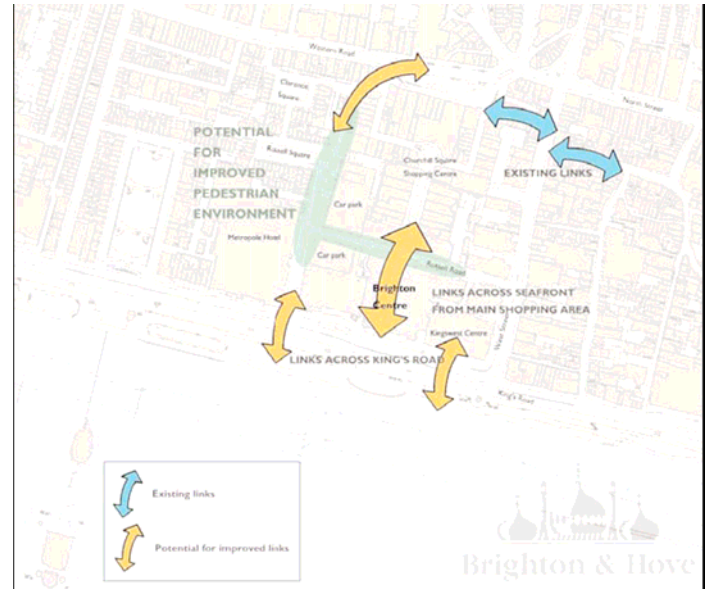 Western Road
Clarence
Square
North Street
POTENTIAL
FOR
IMPROVED
PEDESTRIAN
ENVIRONMENT
Russell Square
Churchill Square
Shopping Centre
EXISTING LINKS
Car park
Metropole Hotel
Car park
Russell Road
Brighton
Centre
LINKS ACROSS SEAFRONT
FROM MAIN SHOPPING AREA
West Street
Kingswest Centre
LINKS ACROSS KING'S ROAD
King's Road
Existing links
Potential for improved links
Brighton & Hove